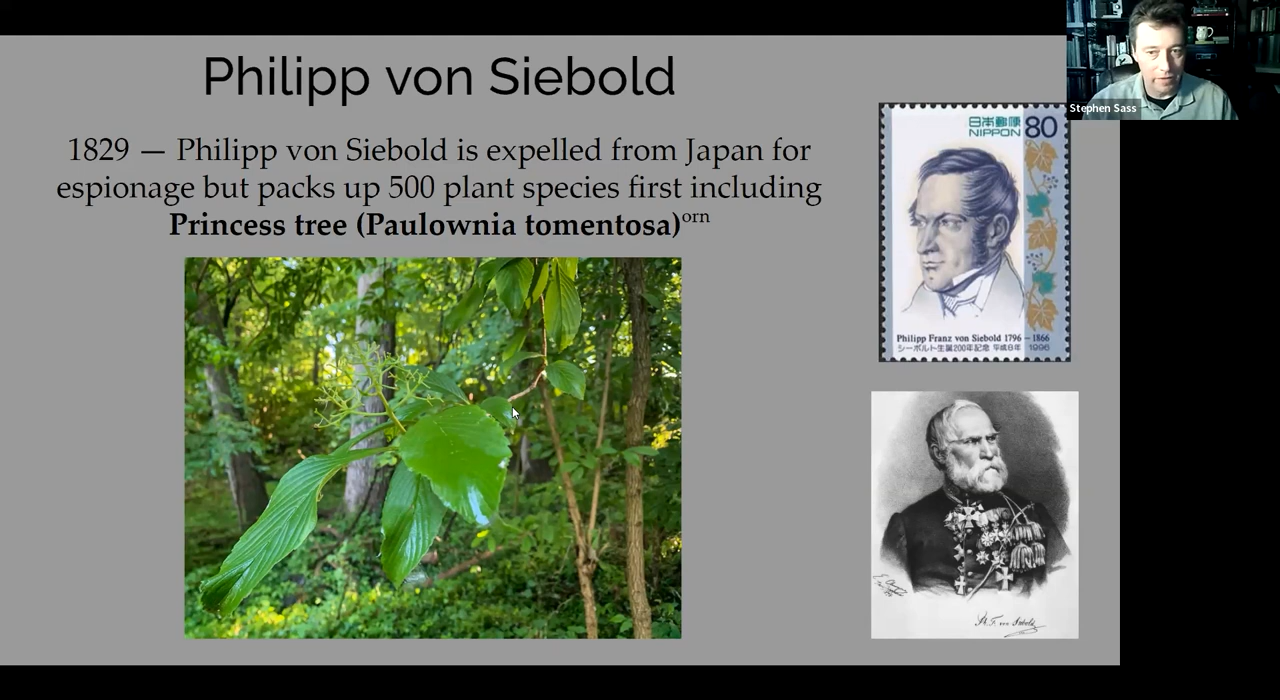 Philipp von Siebold
1829 — Philipp von Siebold is expelled from Japan for
espionage but packs up 500 plant species first including
Princess tree (Paulownia tomentosa)orn
Stephen Sass
日本郵便
NIPPON 80
Philipp Franz von Siebold 1796 – 1866
シーボルト生誕200年記念 平成8年 1996